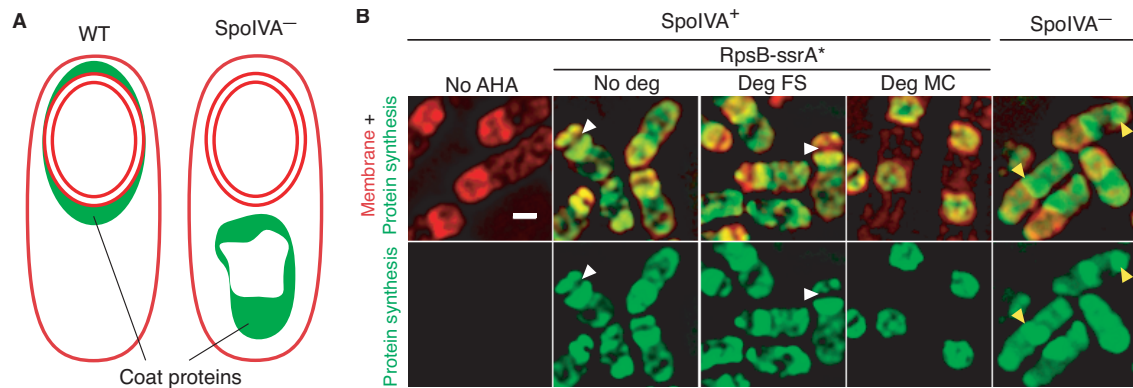 A
WT
SpoIVA—
Coat proteins
B
SpoIVA+
SpoIVA—
RpsB-ssrA*
No AHA
No deg
Deg FS
Deg MC
Membrane +
Protein synthesis
Protein synthesis